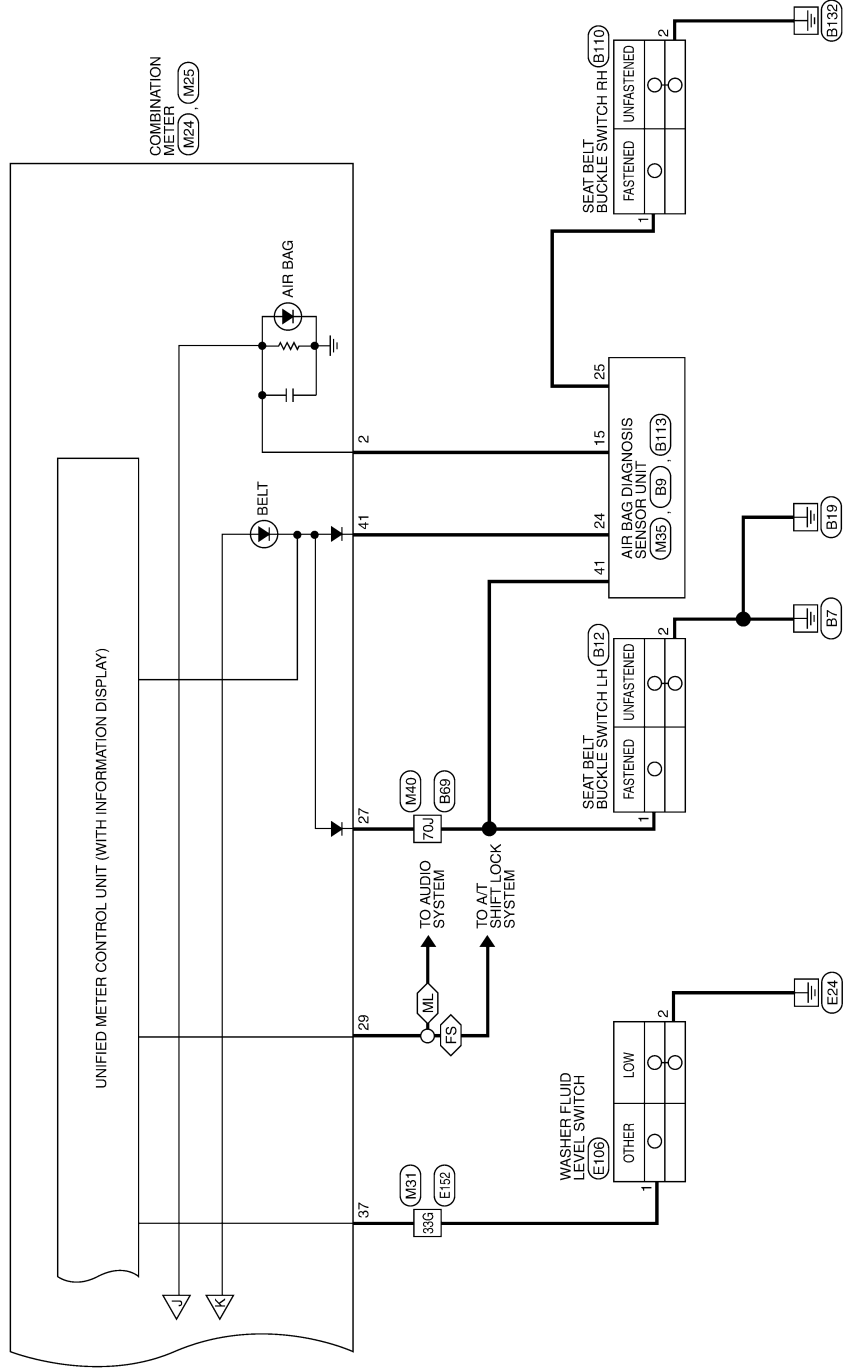 COMBINATION
METER
M24 , M25
UNIFIED METER CONTROL UNIT (WITH INFORMATION DISPLAY)
J
K
AIR BAG
BELT
37
29
27
41
2
M31
E152
33G
ML
FS
TO AUDIO
SYSTEM
TO A/T
SHIFT LOCK
SYSTEM
M40
B69
70J
41
24
15
25
AIR BAG DIAGNOSIS
SENSOR UNIT
M35 , B9 , B113
WASHER FLUID
LEVEL SWITCH
E106
OTHER
LOW
1
2
E24
SEAT BELT
BUCKLE SWITCH LH B12
FASTENED
UNFASTENED
1
2
B7
B19
SEAT BELT
BUCKLE SWITCH RH B110
FASTENED
UNFASTENED
1
2
B132